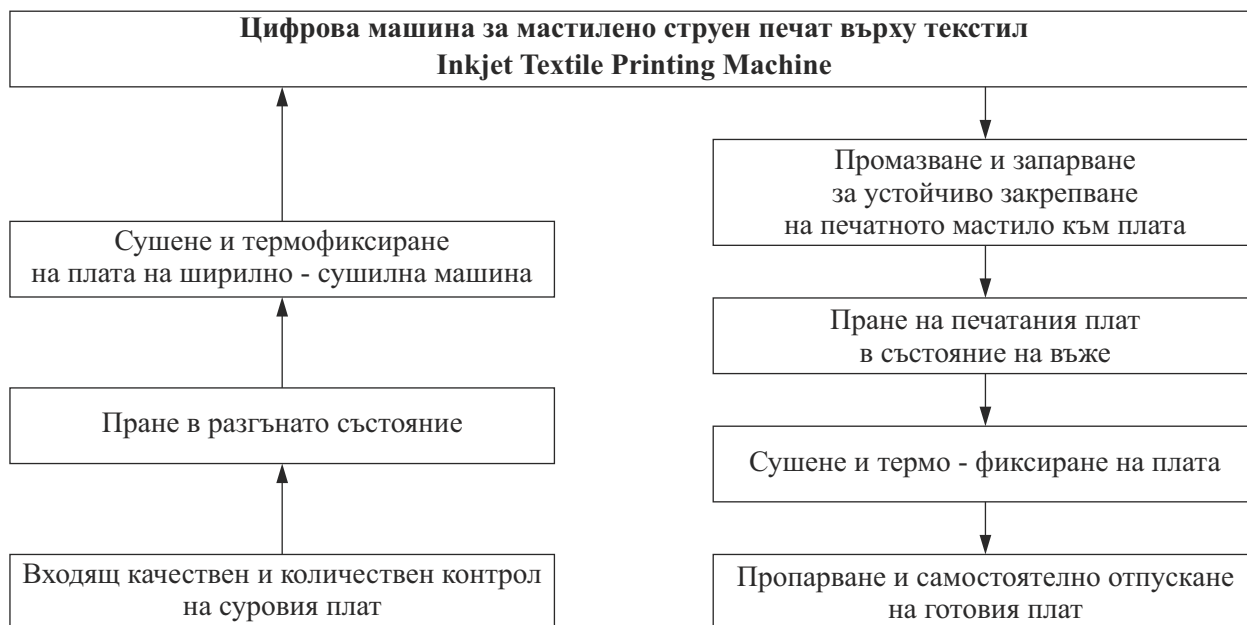 Цифрова машина за мастилено струен печат върху текстил
Inkjet Textile Printing Machine
Сушене и термофиксиране
на плата на ширилно - сушилна машина
Пране в разгънато състояние
Входящ качествен и количествен контрол
на суровия плат
Промазване и запарване
за устойчиво закрепване
на печатното мастило към плата
Пране на печатания плат
в състояние на въже
Сушене и термо - фиксиране на плата
Пропарване и самостоятелно отпускане
на готовия плат